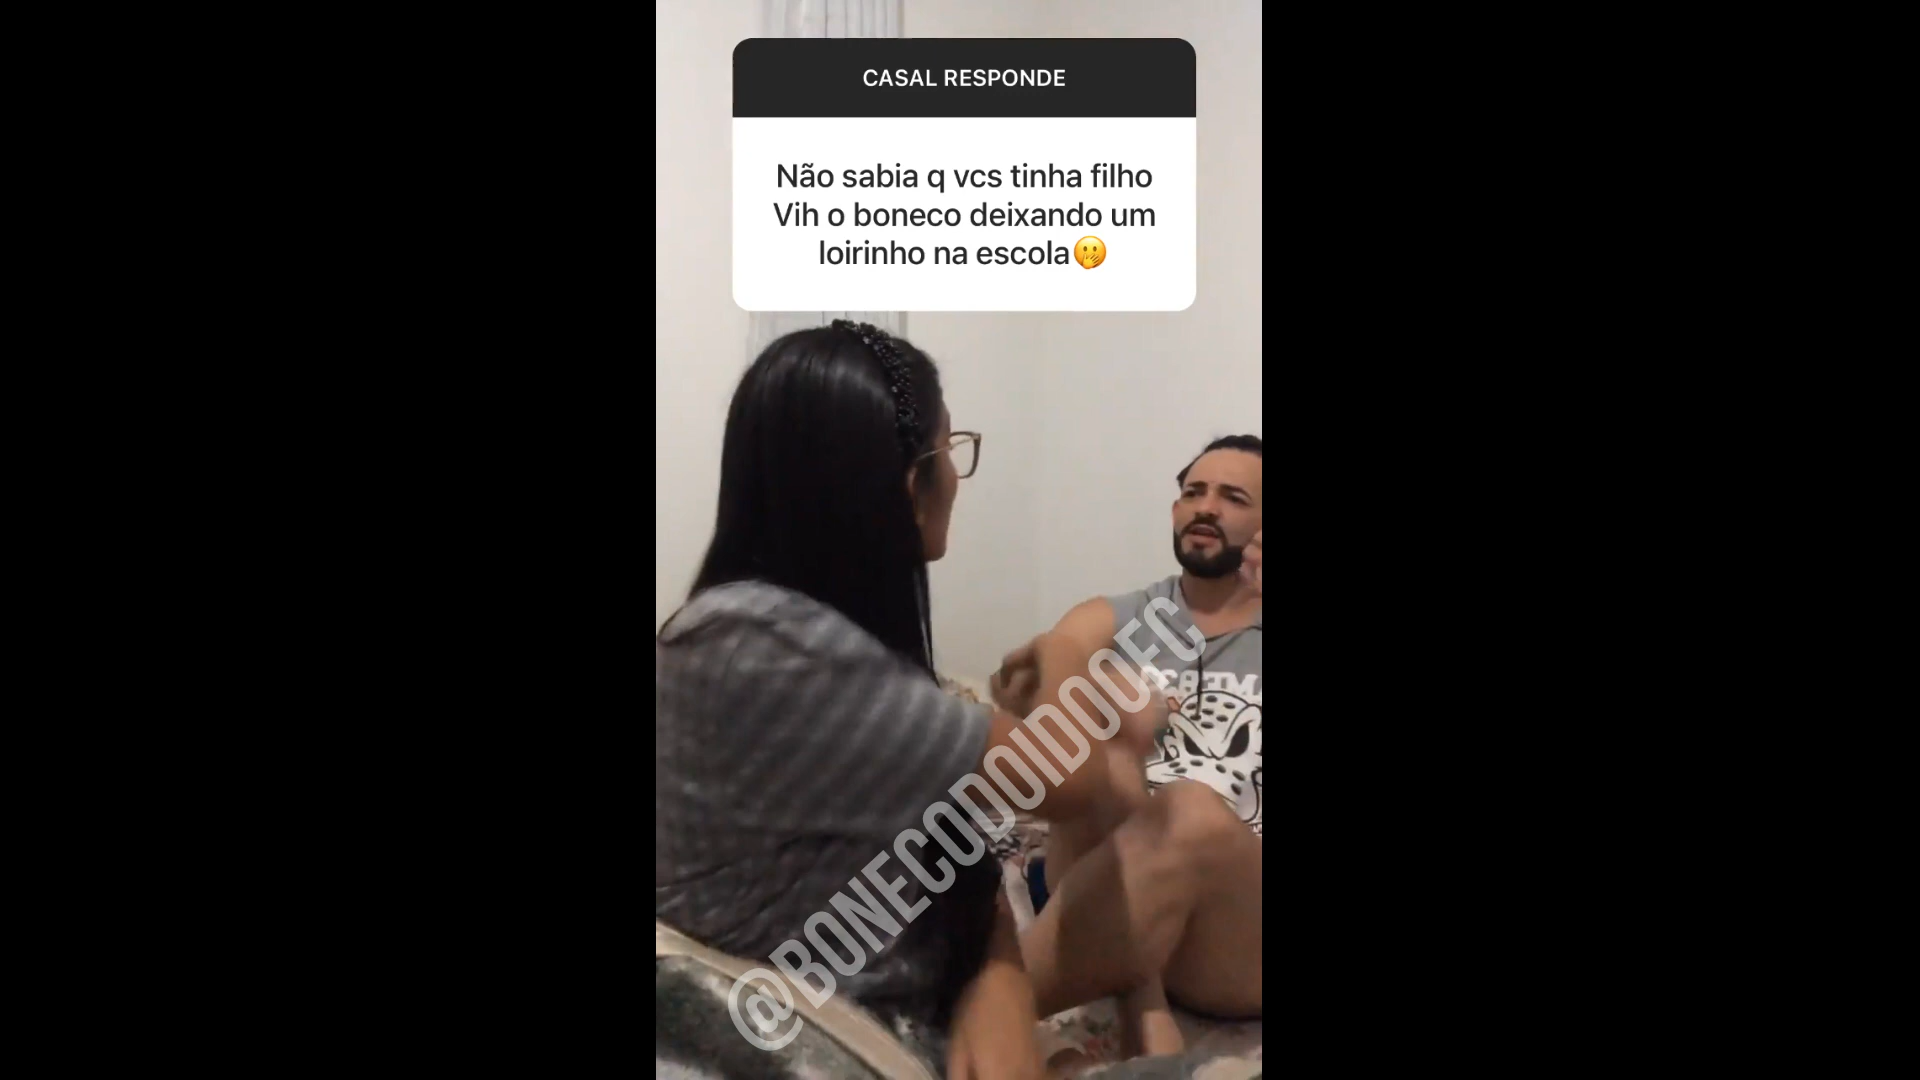 CASAL RESPONDE
Não sabia q vcs tinha filho
Vih o boneco deixando um
loirinho na escola🫢
@BONECODOIDOOFC